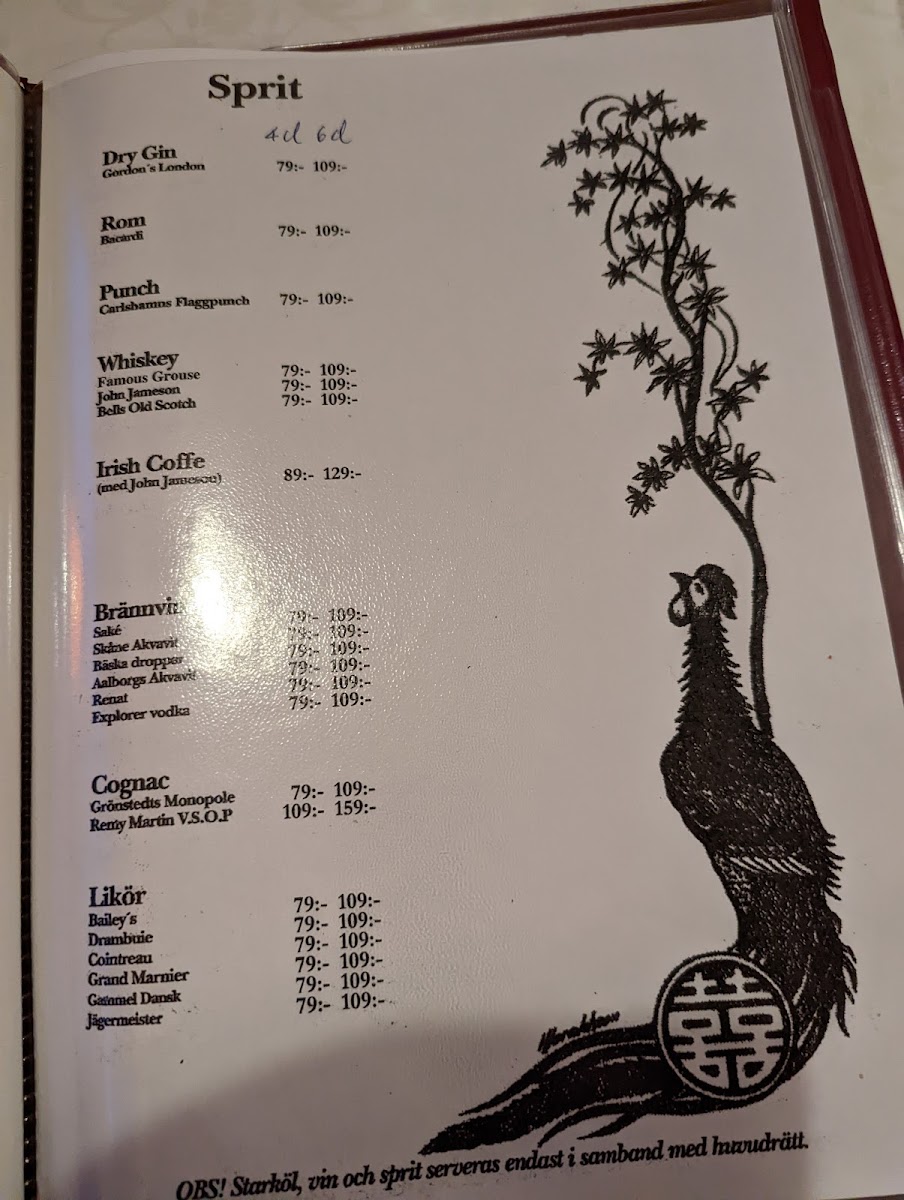 Sprit
4cl 6cl
Dry Gin
Gordon's London 79:- 109:-
Rom
Bacardi 79:- 109:-
Punch
Carlshamns Flaggpunch 79:- 109:-
Whiskey
Famous Grouse 79:- 109:-
John Jameson 79:- 109:-
Bells Old Scotch 79:- 109:-
Irish Coffe
(med John Jameson) 89:- 129:-
Brännvin
Saké 79:- 109:-
Skåne Akvavit 79:- 109:-
Bäska droppar 79:- 109:-
Aalborgs Akvavit 79:- 109:-
Renat 79:- 109:-
Explorer vodka 79:- 109:-
Cognac
Grönstedts Monopole 79:- 109:-
Remy Martin V.S.O.P 109:- 159:-
Likör
Bailey's 79:- 109:-
Drambuie 79:- 109:-
Cointreau 79:- 109:-
Grand Marnier 79:- 109:-
Gammel Dansk 79:- 109:-
Jägermeister 79:- 109:-
囍
OBS! Starköl, vin och sprit serveras endast i samband med huvudrätt.